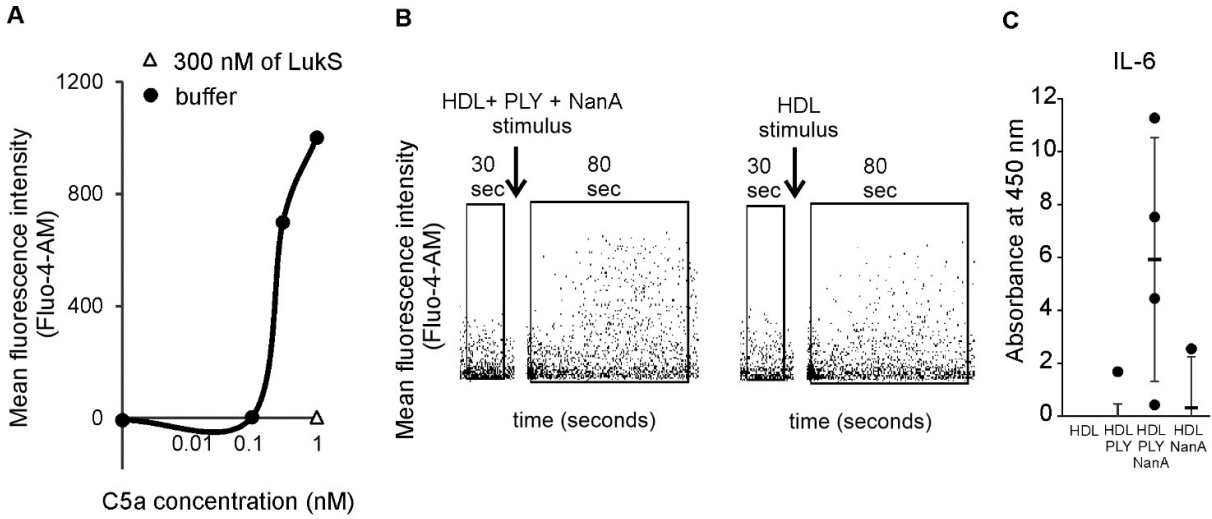 A
△ 300 nM of LukS
● buffer
Mean fluorescence intensity
(Fluo-4-AM)
1200
800
400
0
0.01 0.1 1
C5a concentration (nM)
B
HDL+ PLY + NanA
stimulus
30
sec
80
sec
HDL
stimulus
30
sec
80
sec
Mean fluorescence intensity
(Fluo-4-AM)
time (seconds)
time (seconds)
C
IL-6
Absorbance at 450 nm
12
10
8
6
4
2
0
HDL
HDL
PLY
HDL
PLY
NanA
HDL
NanA